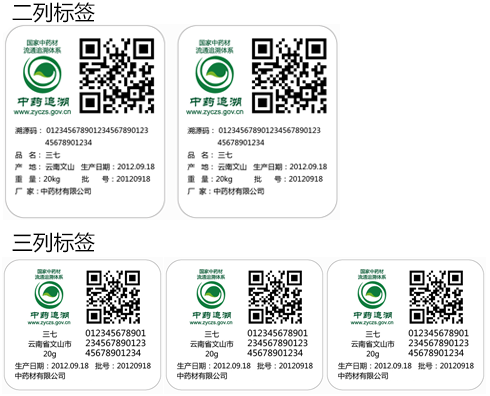 二列标签
国家中药材
流通追溯体系
中药追溯
www.zyczs.gov.cn
溯源码： 012345678901234567890123
45678901234
品 名： 三七
产 地： 云南文山 生产日期：2012.09.18
重 量：20kg 批 号：20120918
厂 家：中药材有限公司
国家中药材
流通追溯体系
中药追溯
www.zyczs.gov.cn
溯源码： 012345678901234567890123
45678901234
品 名： 三七
产 地： 云南文山 生产日期：2012.09.18
重 量：20kg 批 号：20120918
厂 家：中药材有限公司
三列标签
国家中药材
流通追溯体系
中药追溯
www.zyczs.gov.cn
三七 012345678901
云南省文山市 234567890123
20g 45678901234
生产日期：2012.09.18 批号：20120918
中药材有限公司
国家中药材
流通追溯体系
中药追溯
www.zyczs.gov.cn
三七 012345678901
云南省文山市 234567890123
20g 45678901234
生产日期：2012.09.18 批号：20120918
中药材有限公司
国家中药材
流通追溯体系
中药追溯
www.zyczs.gov.cn
三七 012345678901
云南省文山市 234567890123
20g 45678901234
生产日期：2012.09.18 批号：20120918
中药材有限公司